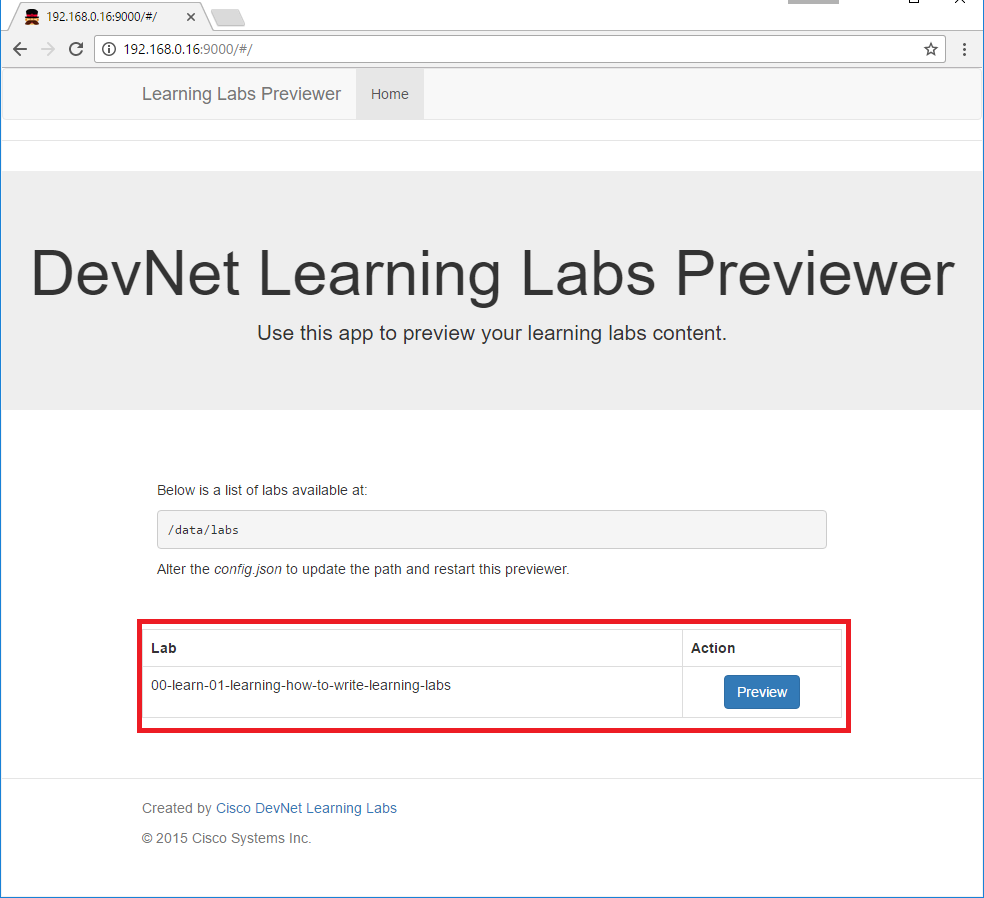 192.168.0.16:9000/#/
192.168.0.16:9000/#/
Learning Labs Previewer Home
DevNet Learning Labs Previewer
Use this app to preview your learning labs content.
Below is a list of labs available at:
/data/labs
Alter the config.json to update the path and restart this previewer.
Lab Action
00-learn-01-learning-how-to-write-learning-labs Preview
Created by Cisco DevNet Learning Labs
© 2015 Cisco Systems Inc.